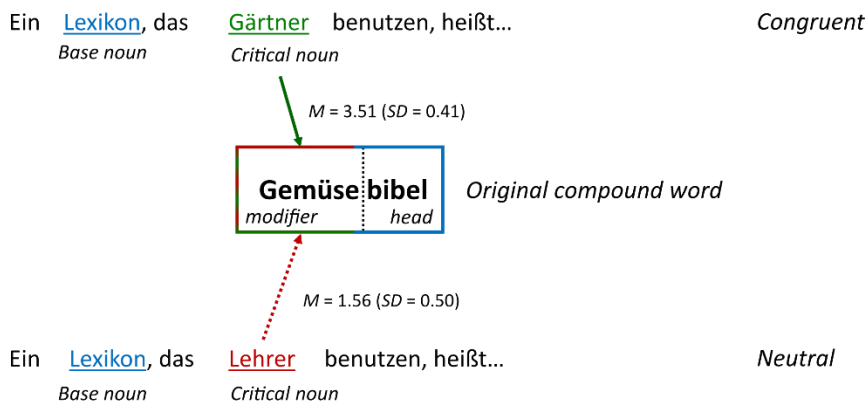 Ein Lexikon, das Gärtner benutzen, heißt… Congruent
Base noun Critical noun
M = 3.51 (SD = 0.41)
Gemüse bibel Original compound word
modifier head
M = 1.56 (SD = 0.50)
Ein Lexikon, das Lehrer benutzen, heißt… Neutral
Base noun Critical noun